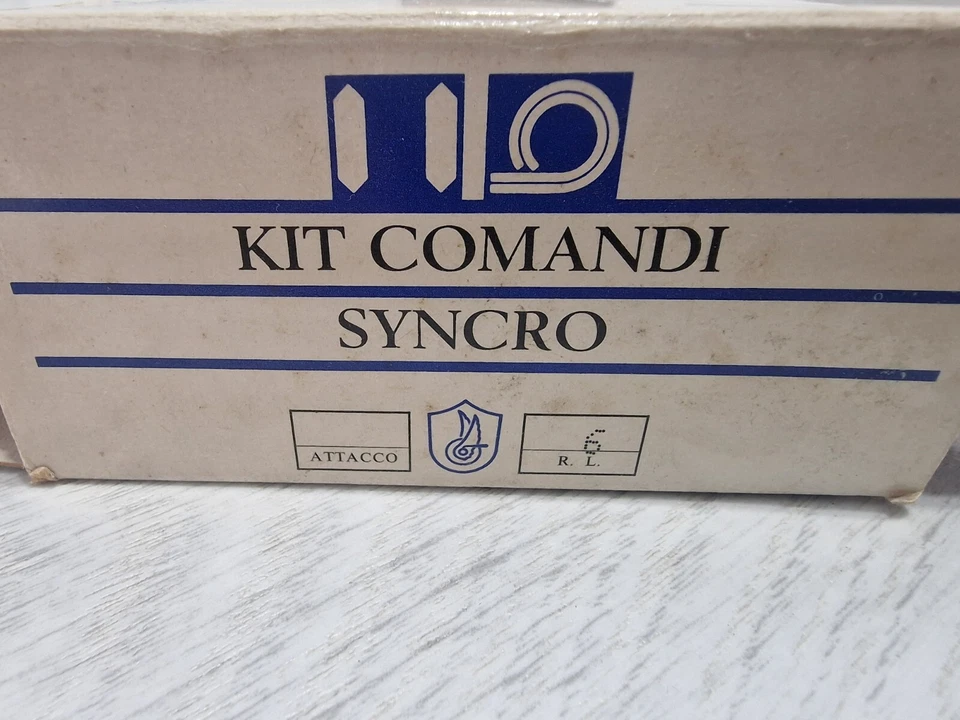 KIT COMANDI
SYNCRO
6
ATTACCO
R. L.